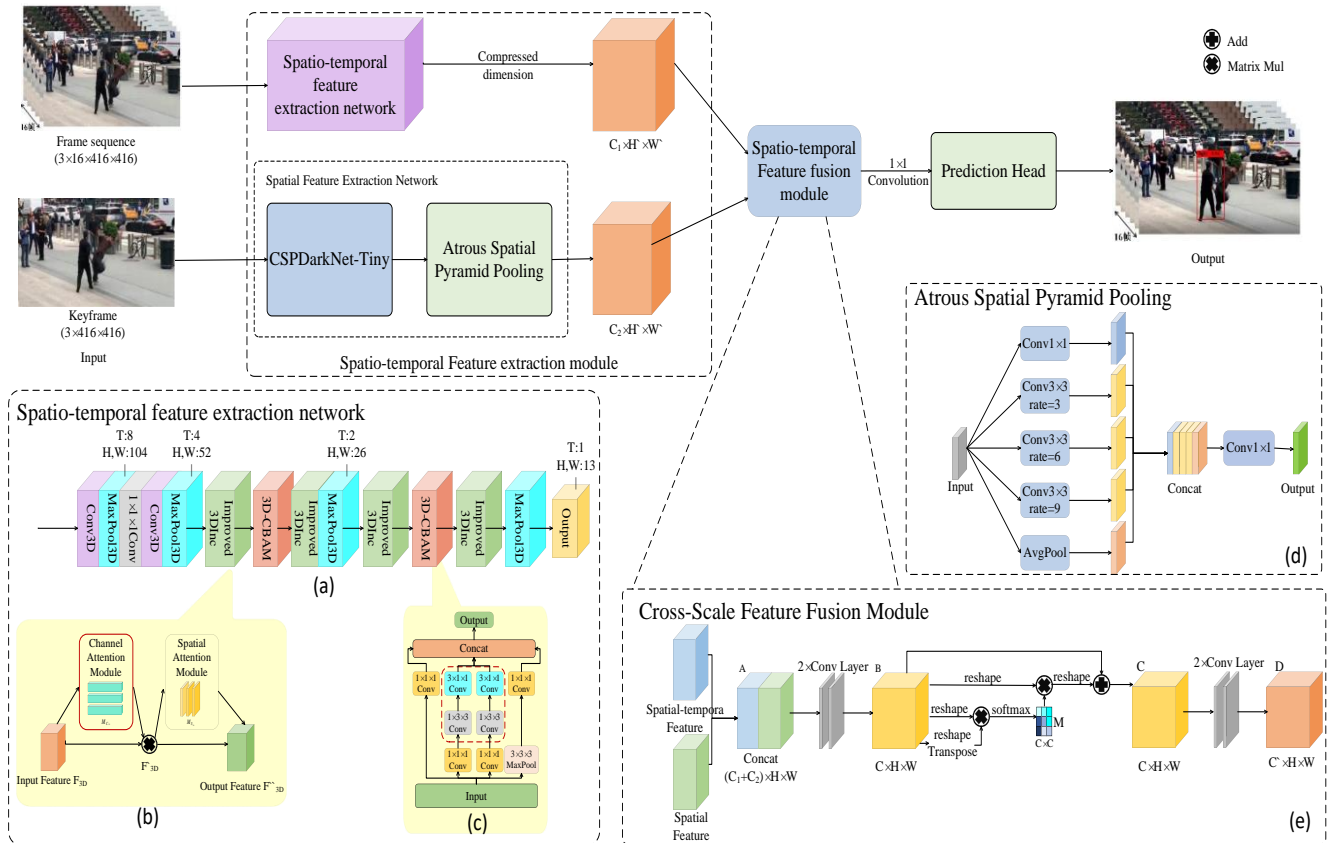 16帧
Frame sequence
(3×16×416×416)
Spatio-temporal
feature
extraction network
Compressed
dimension
C₁×H`×W`
Add
Matrix Mul
Spatio-temporal
Feature fusion
module
1×1
Convolution
Prediction Head
16帧
Output
Keyframe
(3×416×416)
Input
Spatial Feature Extraction Network
CSPDarkNet-Tiny
Atrous Spatial
Pyramid Pooling
C₂×H`×W`
Spatio-temporal Feature extraction module
Spatio-temporal feature extraction network
T:8
H,W:104
T:4
H,W:52
T:2
H,W:26
T:1
H,W:13
Conv3D
MaxPool3D
1×1×1Conv
Conv3D
MaxPool3D
Improved
3DInc
3D-CBAM
Improved
3DInc
MaxPool3D
Improved
3DInc
3D-CBAM
Improved
3DInc
MaxPool3D
Output
(a)
Channel
Attention
Module
Spatial
Attention
Module
Input Feature F3D
F`3D
Output Feature F``3D
(b)
Output
Concat
1×1×1
Conv
3×1×1
Conv
3×1×1
Conv
1×1×1
Conv
1×3×3
Conv
1×3×3
Conv
1×1×1
Conv
1×1×1
Conv
3×3×3
MaxPool
Input
(c)
Atrous Spatial Pyramid Pooling
Input
Conv1×1
Conv3×3
rate=3
Conv3×3
rate=6
Conv3×3
rate=9
AvgPool
Concat
Conv1×1
Output
(d)
Cross-Scale Feature Fusion Module
Spatial-tempora
Feature
Spatial
Feature
A
Concat
(C₁+C₂)×H×W
2×Conv Layer
B
C×H×W
reshape
reshape
reshape
Transpose
softmax
M
C×C
reshape
C
C×H×W
2×Conv Layer
D
C`×H×W
(e)